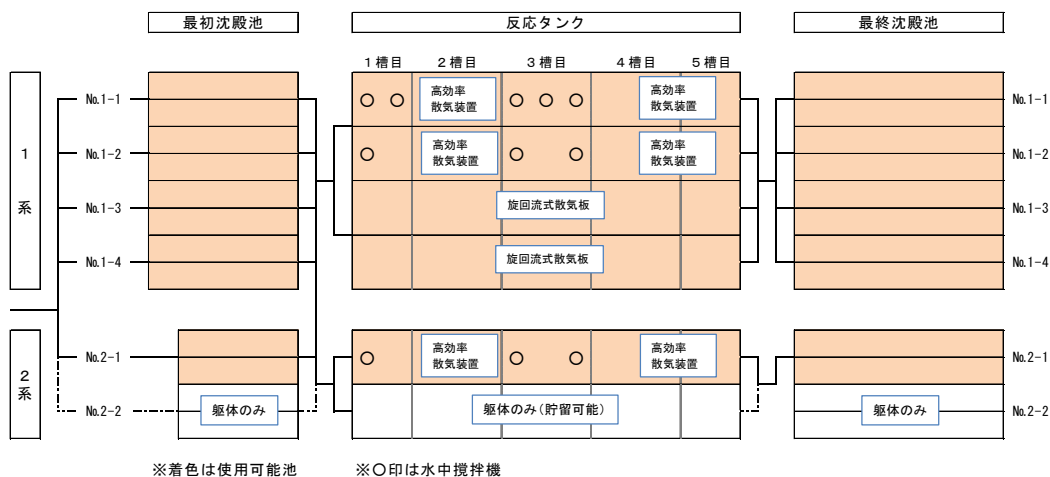 最初沈殿池
反応タンク
最終沈殿池
1槽目 2槽目 3槽目 4槽目 5槽目
1系
No.1-1
高効率
散気装置
高効率
散気装置
No.1-1
No.1-2
高効率
散気装置
高効率
散気装置
No.1-2
No.1-3
旋回流式散気板
No.1-3
No.1-4
旋回流式散気板
No.1-4
2系
No.2-1
高効率
散気装置
高効率
散気装置
No.2-1
No.2-2
躯体のみ
躯体のみ(貯留可能)
躯体のみ
No.2-2
※着色は使用可能池
※〇印は水中撹拌機